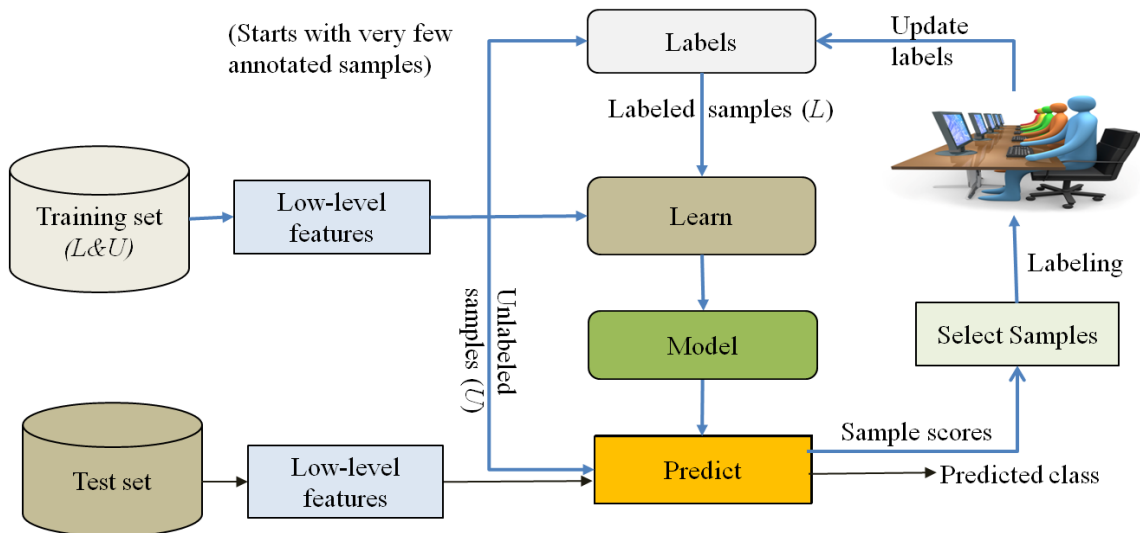 (Starts with very few
annotated samples)
Labels
Update
labels
Labeled samples (L)
Training set
(L&U)
Low-level
features
Learn
Labeling
Unlabeled
samples (U)
Model
Select Samples
Sample scores
Test set
Low-level
features
Predict
Predicted class